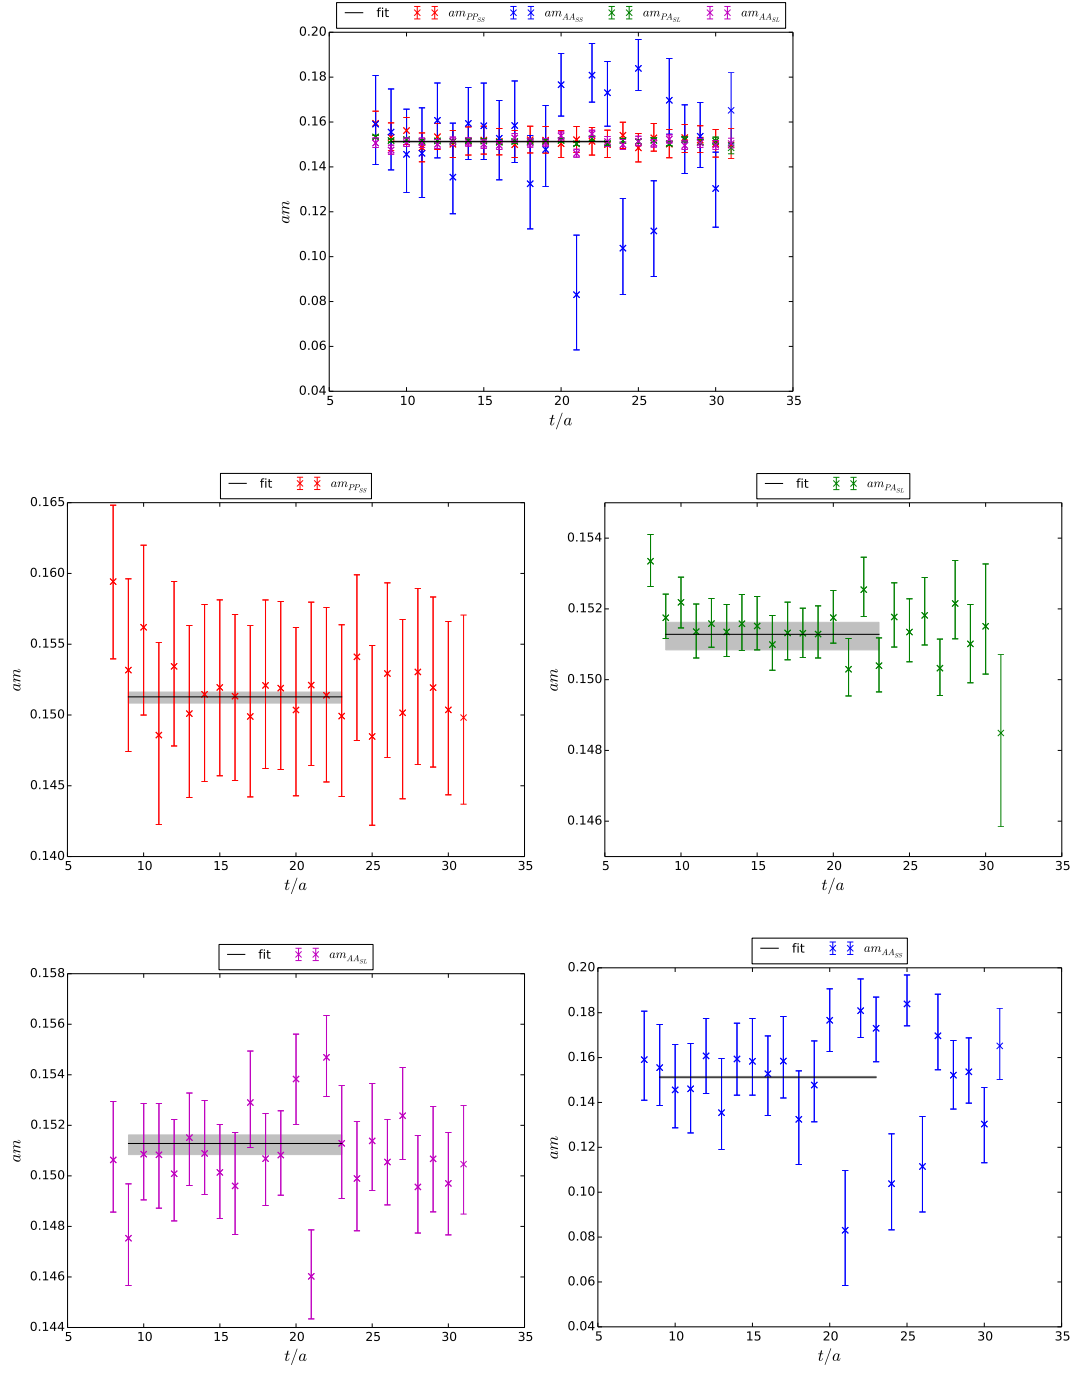 fit am_{PP_{SS}} am_{AA_{SS}} am_{PA_{SL}} am_{AA_{SL}}
0.20
0.18
0.16
0.14
am
0.12
0.10
0.08
0.06
0.04
5 10 15 20 25 30 35
t/a
fit am_{PP_{SS}}
0.165
0.160
0.155
am
0.150
0.145
0.140
5 10 15 20 25 30 35
t/a
fit am_{PA_{SL}}
0.154
0.152
am
0.150
0.148
0.146
5 10 15 20 25 30 35
t/a
fit am_{AA_{SL}}
0.158
0.156
0.154
0.152
am
0.150
0.148
0.146
0.144
5 10 15 20 25 30 35
t/a
fit am_{AA_{SS}}
0.20
0.18
0.16
0.14
am
0.12
0.10
0.08
0.06
0.04
5 10 15 20 25 30 35
t/a